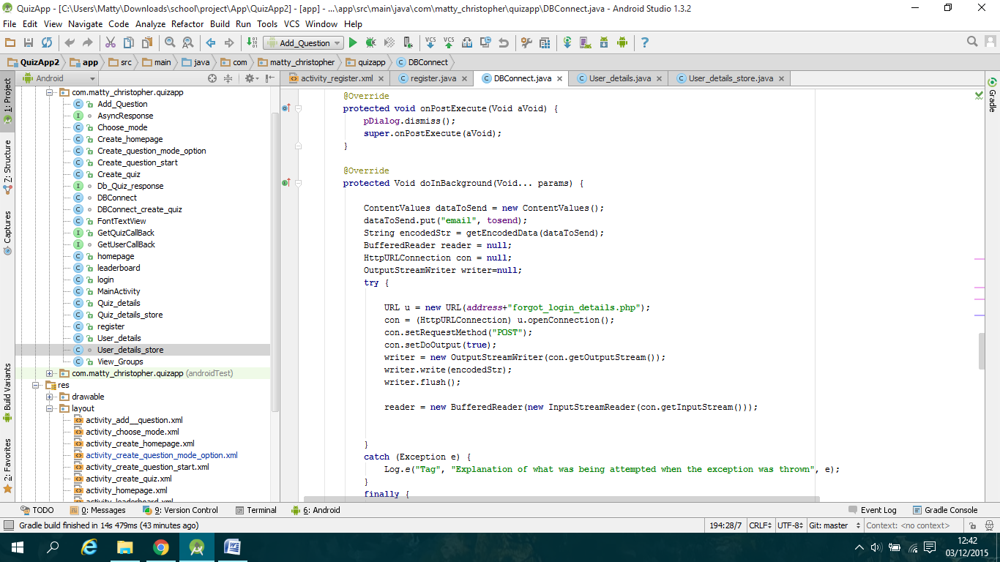 QuizApp - [C:\Users\Matty\Downloads\school\project\App\QuizApp2] - [app] - ...\app\src\main\java\com\matty_christopher\quizapp\DBConnect.java - Android Studio 1.3.2
File Edit View Navigate Code Analyze Refactor Build Run Tools VCS Window Help
Add_Question VCS VCS
QuizApp2 app src main java com matty_christopher quizapp DBConnect
Android
activity_register.xml register.java DBConnect.java User_details.java User_details_store.java
1: Project
Z: Structure
Captures
Build Variants
2: Favorites
com.matty_christopher.quizapp
Add_Question
AsyncResponse
Choose_mode
Create_homepage
Create_question_mode_option
Create_question_start
Create_quiz
Db_Quiz_response
DBConnect
DBConnect_create_quiz
FontTextView
GetQuizCallBack
GetUserCallBack
homepage
leaderboard
login
MainActivity
Quiz_details
Quiz_details_store
register
User_details
User_details_store
View_Groups
com.matty_christopher.quizapp (androidTest)
res
drawable
layout
activity_add__question.xml
activity_choose_mode.xml
activity_create_homepage.xml
activity_create_question_mode_option.xml
activity_create_question_start.xml
activity_create_quiz.xml
activity_homepage.xml
activity_leaderboard.xml
@Override
protected void onPostExecute(Void aVoid) {
pDialog.dismiss();
super.onPostExecute(aVoid);
}
@Override
protected Void doInBackground(Void... params) {
ContentValues dataToSend = new ContentValues();
dataToSend.put("email", tosend);
String encodedStr = getEncodedData(dataToSend);
BufferedReader reader = null;
HttpURLConnection con = null;
OutputStreamWriter writer=null;
try {
URL u = new URL(address+"forgot_login_details.php");
con = (HttpURLConnection) u.openConnection();
con.setRequestMethod("POST");
con.setDoOutput(true);
writer = new OutputStreamWriter(con.getOutputStream());
writer.write(encodedStr);
writer.flush();
reader = new BufferedReader(new InputStreamReader(con.getInputStream()));
}
catch (Exception e) {
Log.e("Tag", "Explanation of what was being attempted when the exception was thrown", e);
}
finally {
Gradle
TODO 0: Messages 9: Version Control Terminal 6: Android Event Log Gradle Console
Gradle build finished in 14s 479ms (43 minutes ago) 194:28/7 CRLF UTF-8 Git: master Context: <no context>
12:42
03/12/2015